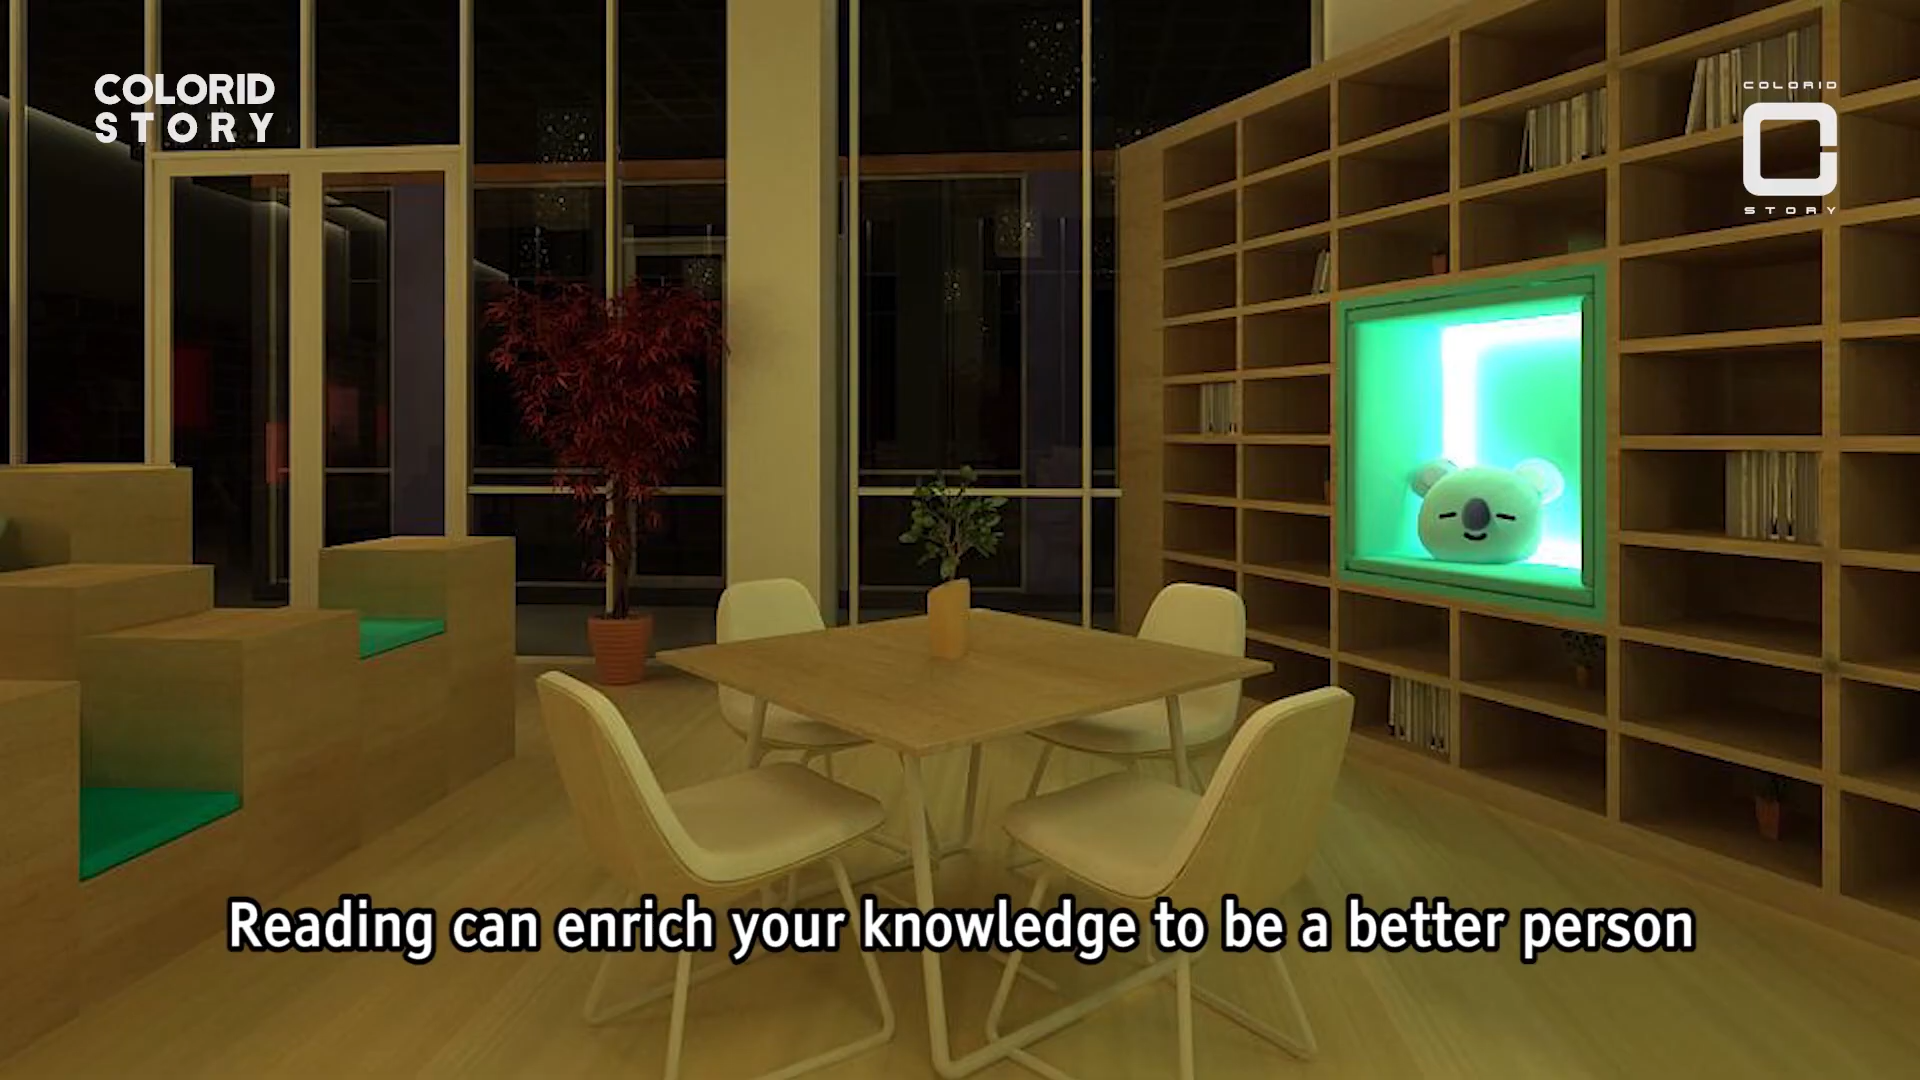 COLORID
STORY
COLORID
STORY
Reading can enrich your knowledge to be a better person